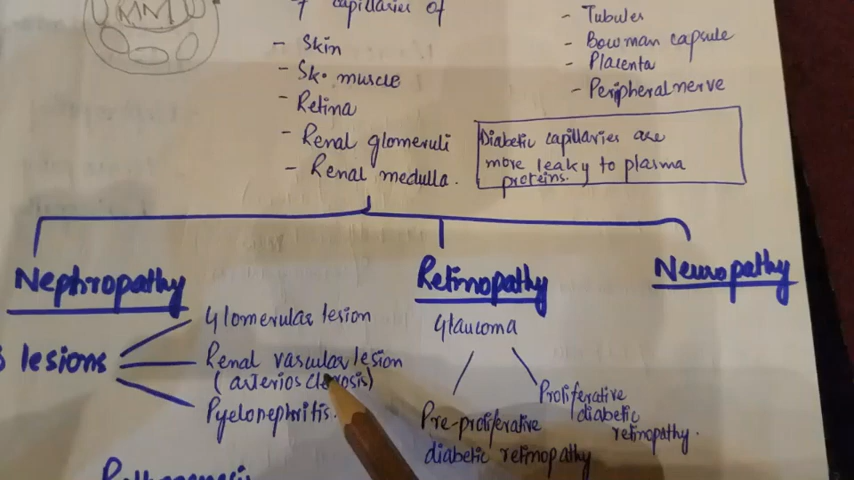 of capillaries of
- Skin
- Sk. muscle
- Retina
- Renal glomeruli
- Renal medulla.
- Tubules
- Bowman capsule
- Placenta
- Peripheral nerve
Diabetic capillaries are
more leaky to plasma
proteins.
Nephropathy
Retinopathy
Neuropathy
lesions
Glomerular lesion
Renal vascular lesion
(arteriosclerosis)
Pyelonephritis.
Glaucoma
Pre-proliferative
diabetic retinopathy
Proliferative
diabetic
retinopathy.
Pathogenesis